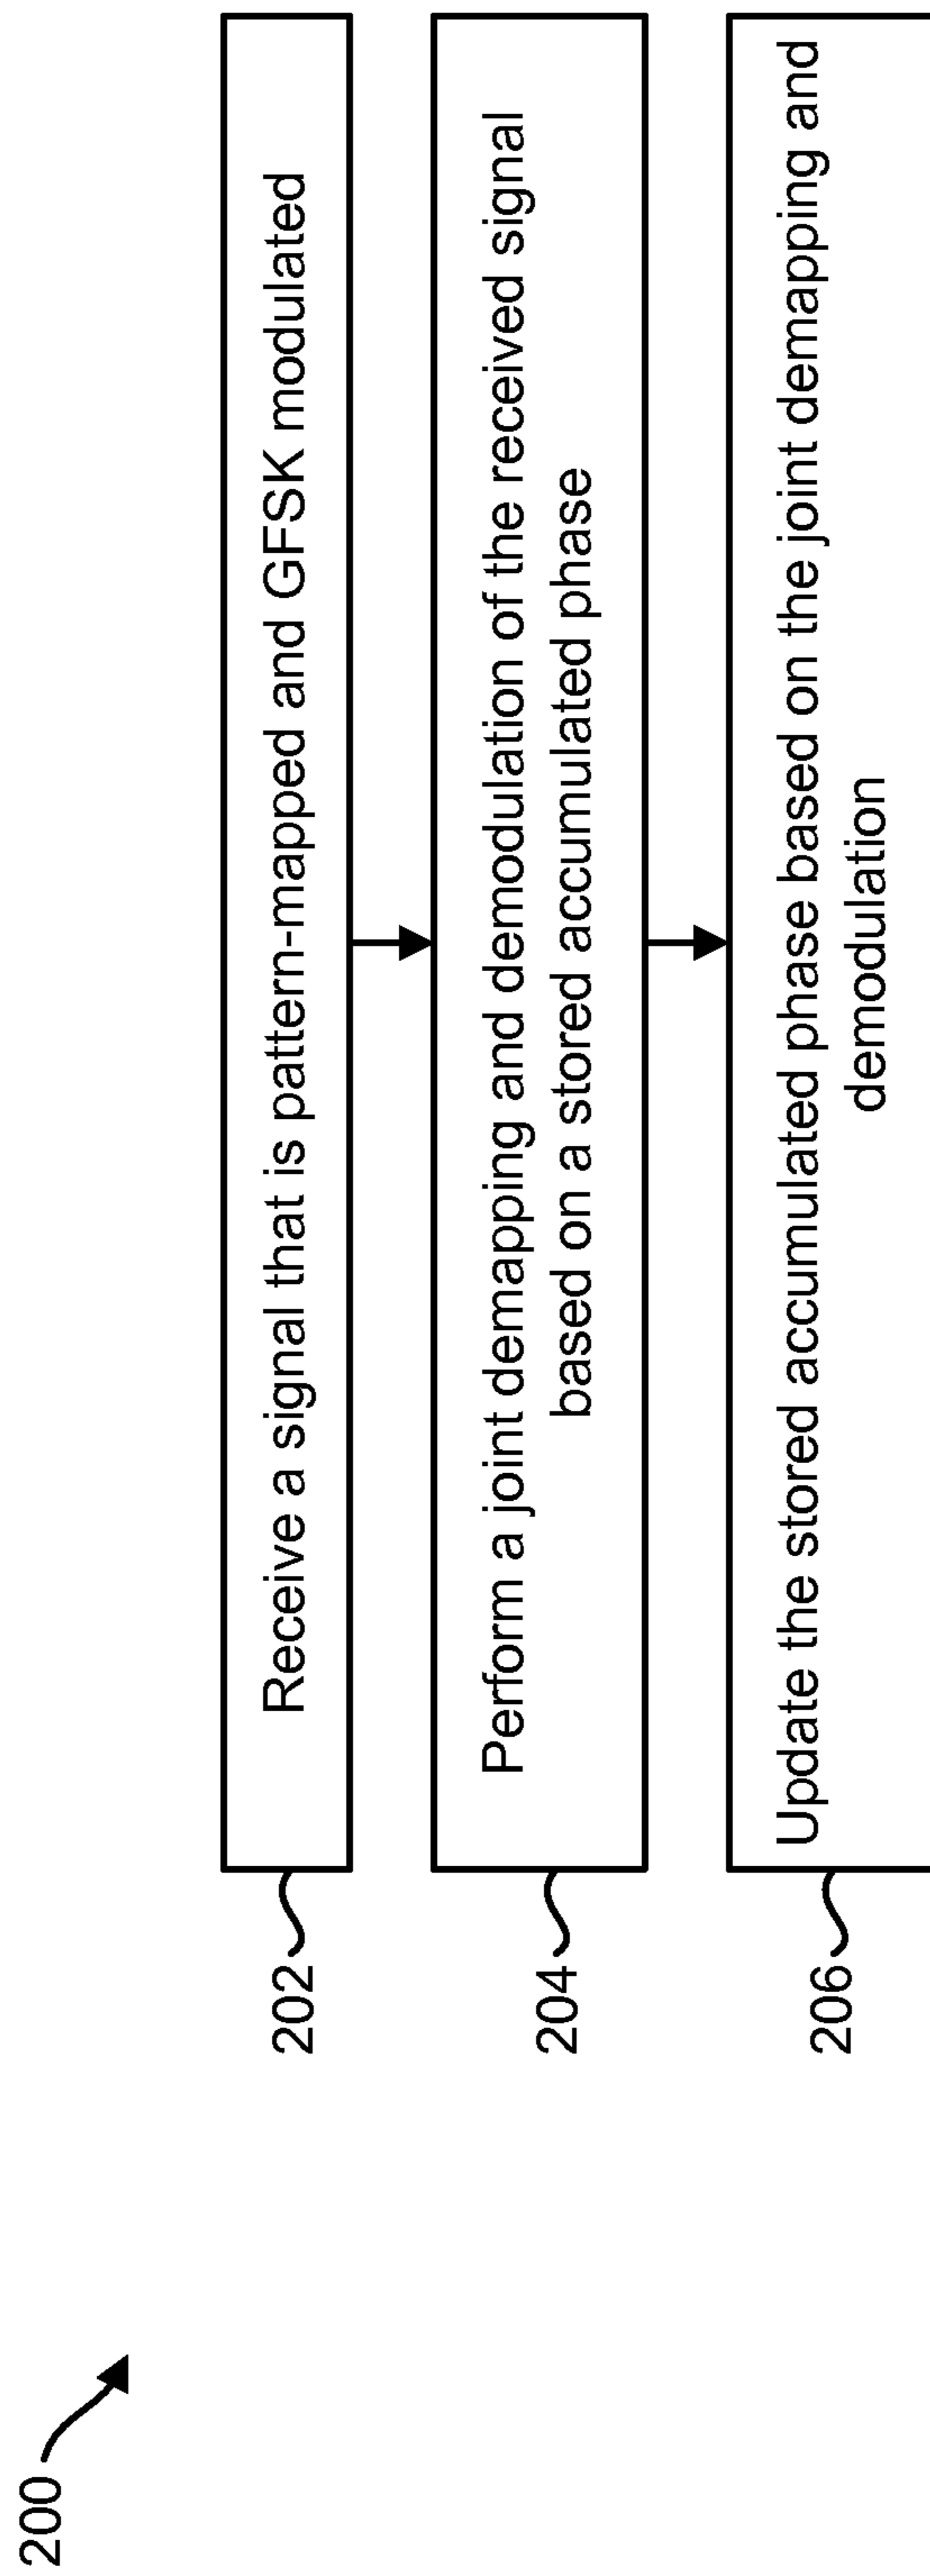 200
202
Receive a signal that is pattern-mapped and GFSK modulated
204
Perform a joint demapping and demodulation of the received signal
based on a stored accumulated phase
206
Update the stored accumulated phase based on the joint demapping and
demodulation